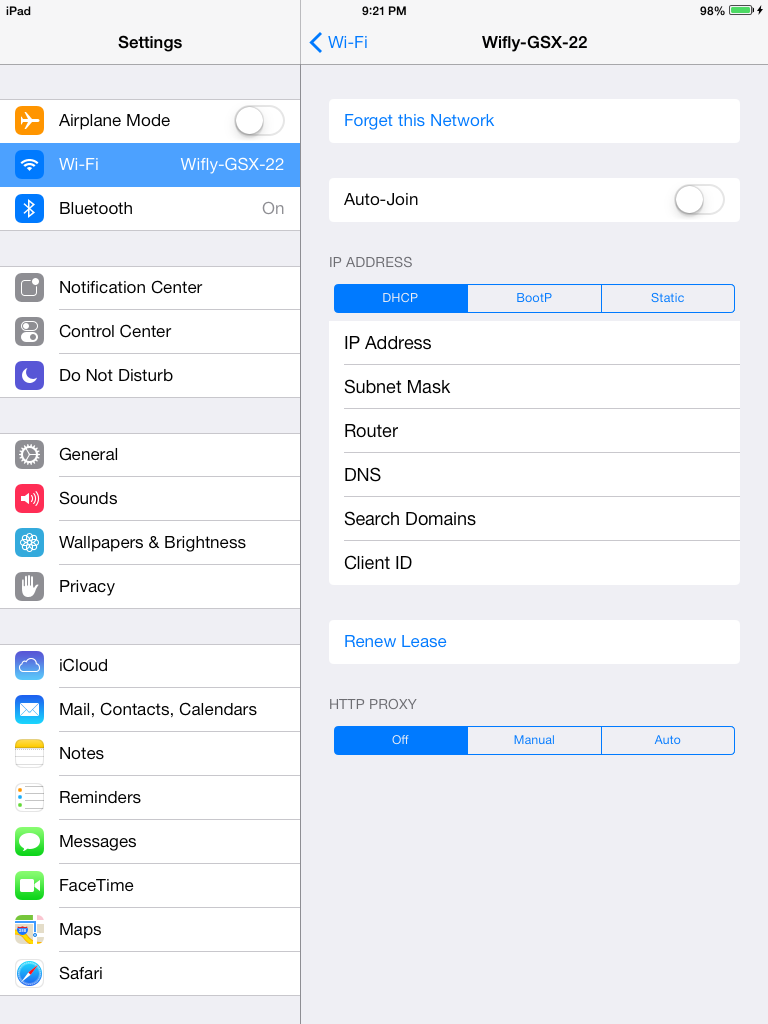 iPad 9:21 PM 98%
Settings
Wi-Fi Wifly-GSX-22
Airplane Mode
Wi-Fi Wifly-GSX-22
Bluetooth On
Notification Center
Control Center
Do Not Disturb
General
Sounds
Wallpapers & Brightness
Privacy
iCloud
Mail, Contacts, Calendars
Notes
Reminders
Messages
FaceTime
Maps
Safari
Forget this Network
Auto-Join
IP ADDRESS
DHCP BootP Static
IP Address
Subnet Mask
Router
DNS
Search Domains
Client ID
Renew Lease
HTTP PROXY
Off Manual Auto